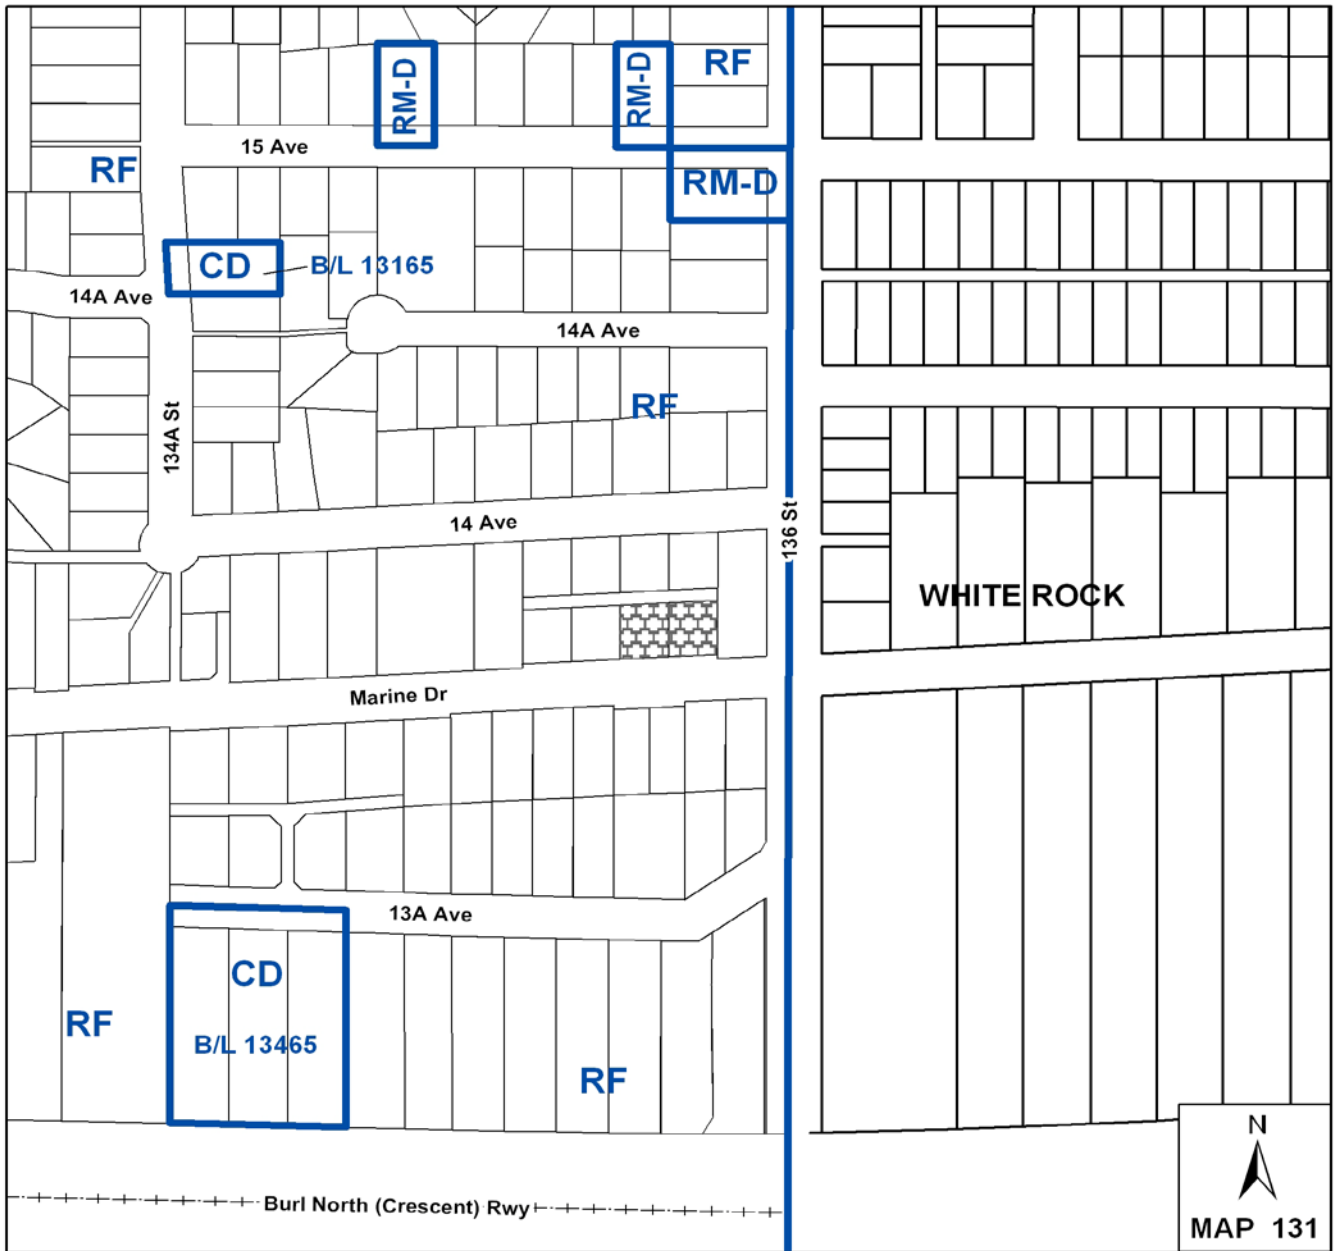 RM-D
RM-D
RF
15 Ave
RF
RM-D
CD
B/L 13165
14A Ave
14A Ave
RF
134A St
14 Ave
136 St
WHITE ROCK
Marine Dr
13A Ave
CD
RF
B/L 13465
RF
N
Burl North (Crescent) Rwy
MAP 131